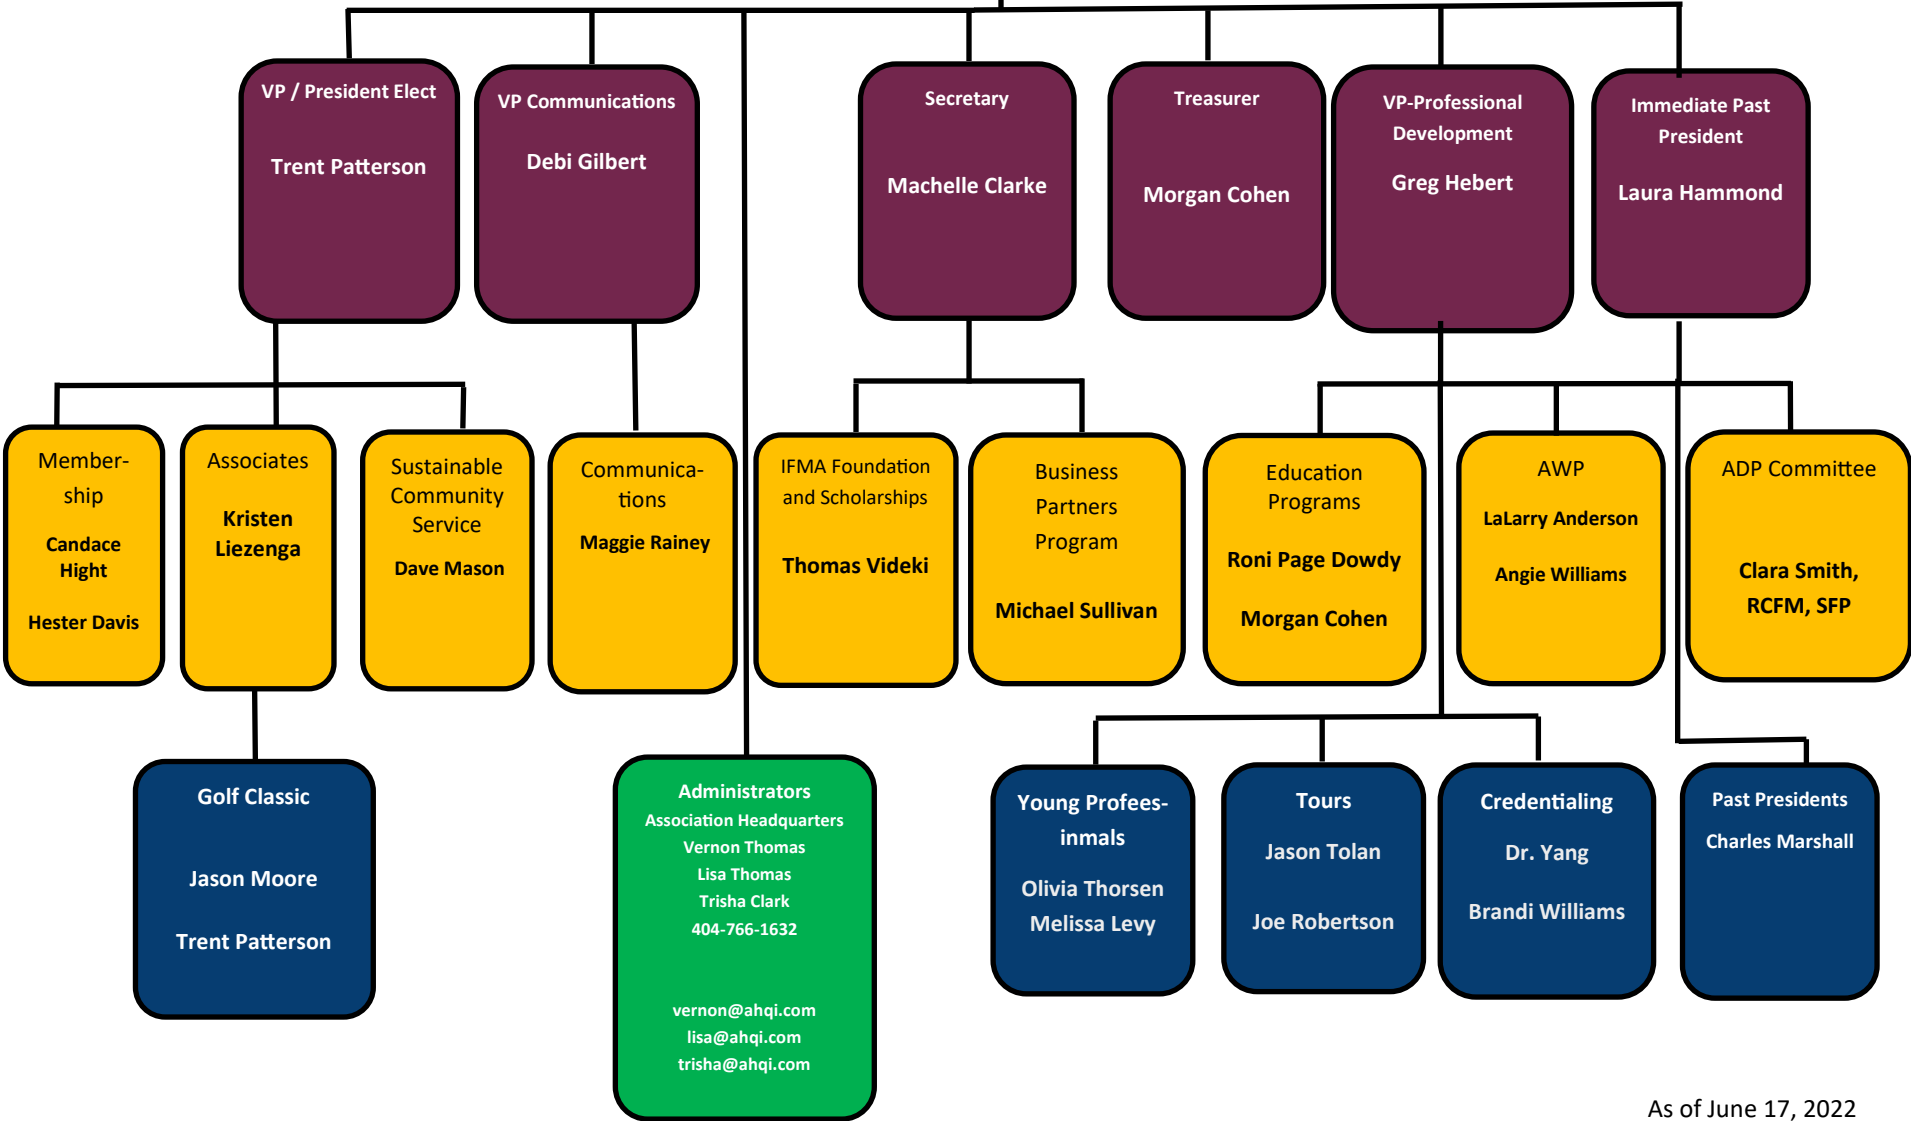 VP / President Elect
Trent Patterson
VP Communications
Debi Gilbert
Secretary
Machelle Clarke
Treasurer
Morgan Cohen
VP-Professional
Development
Greg Hebert
Immediate Past
President
Laura Hammond
Member-
ship
Candace
Hight
Hester Davis
Associates
Kristen
Liezenga
Sustainable
Community
Service
Dave Mason
Communica-
tions
Maggie Rainey
IFMA Foundation
and Scholarships
Thomas Videki
Business
Partners
Program
Michael Sullivan
Education
Programs
Roni Page Dowdy
Morgan Cohen
AWP
LaLarry Anderson
Angie Williams
ADP Committee
Clara Smith,
RCFM, SFP
Golf Classic
Jason Moore
Trent Patterson
Administrators
Association Headquarters
Vernon Thomas
Lisa Thomas
Trisha Clark
404-766-1632
vernon@ahqi.com
lisa@ahqi.com
trisha@ahqi.com
Young Profees-
inmals
Olivia Thorsen
Melissa Levy
Tours
Jason Tolan
Joe Robertson
Credentialing
Dr. Yang
Brandi Williams
Past Presidents
Charles Marshall
As of June 17, 2022